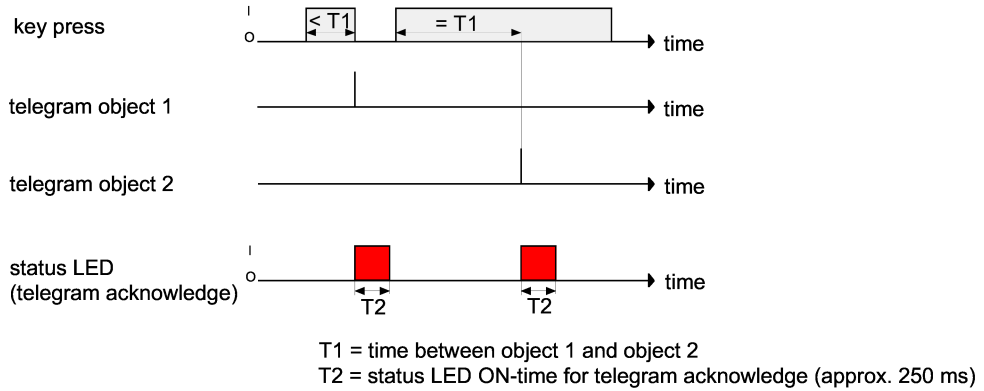 key press
I
O
< T1
= T1
time
telegram object 1
time
telegram object 2
time
status LED
(telegram acknowledge)
I
O
time
T2
T2
T1 = time between object 1 and object 2
T2 = status LED ON-time for telegram acknowledge (approx. 250 ms)